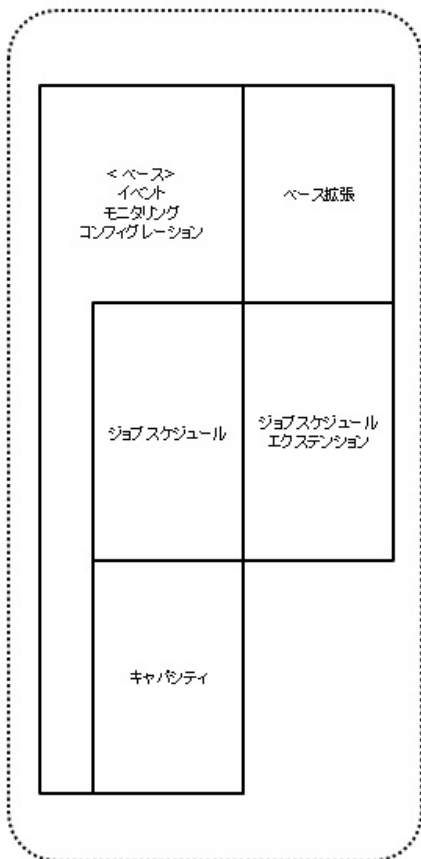 <ベース>
イベント
モニタリング
コンフィグレーション
ベース拡張
ジョブスケジュール
ジョブスケジュール
エクステンション
キャパシティ